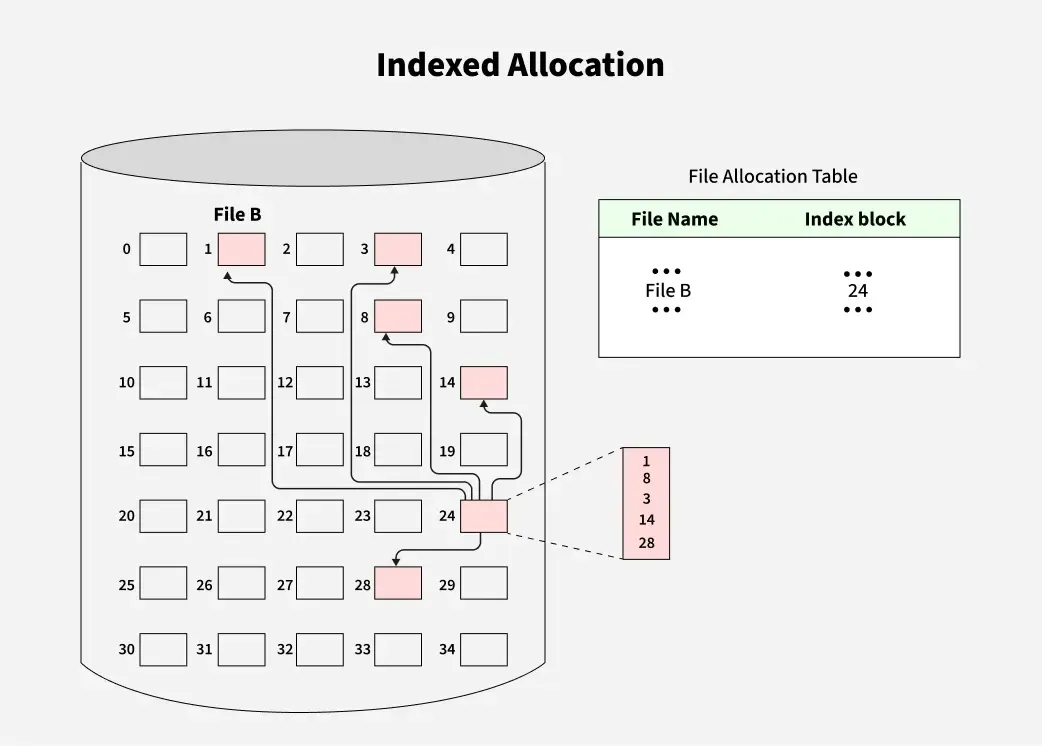 Indexed Allocation
File Allocation Table
File Name Index block
••• •••
File B 24
••• •••
File B
0 1 2 3 4
5 6 7 8 9
10 11 12 13 14
15 16 17 18 19
20 21 22 23 24
25 26 27 28 29
30 31 32 33 34
1
8
3
14
28